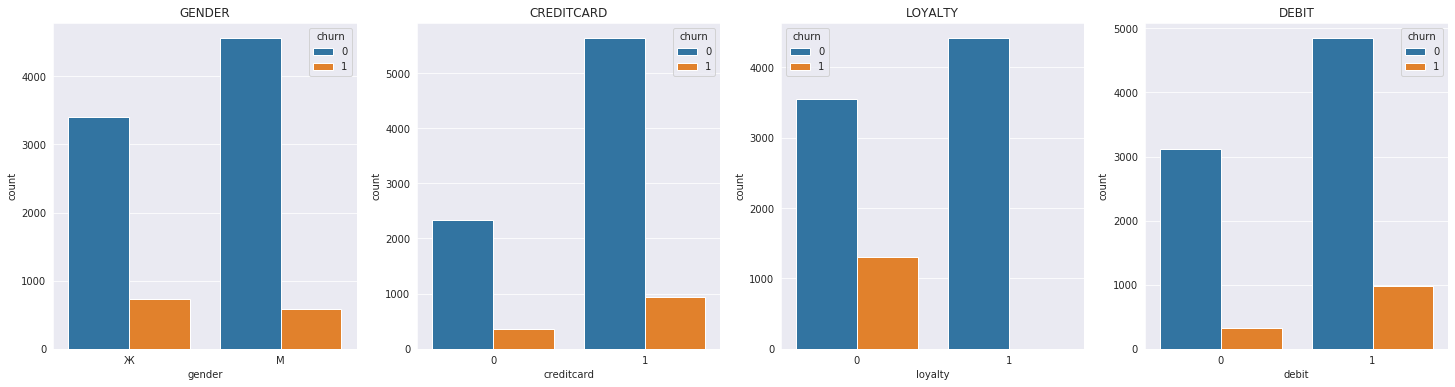 GENDER
churn
0
1
4000
3000
2000
1000
0
count
Ж
М
gender
CREDITCARD
churn
0
1
5000
4000
3000
2000
1000
0
count
0
1
creditcard
LOYALTY
churn
0
1
4000
3000
2000
1000
0
count
0
1
loyalty
DEBIT
churn
0
1
5000
4000
3000
2000
1000
0
count
0
1
debit